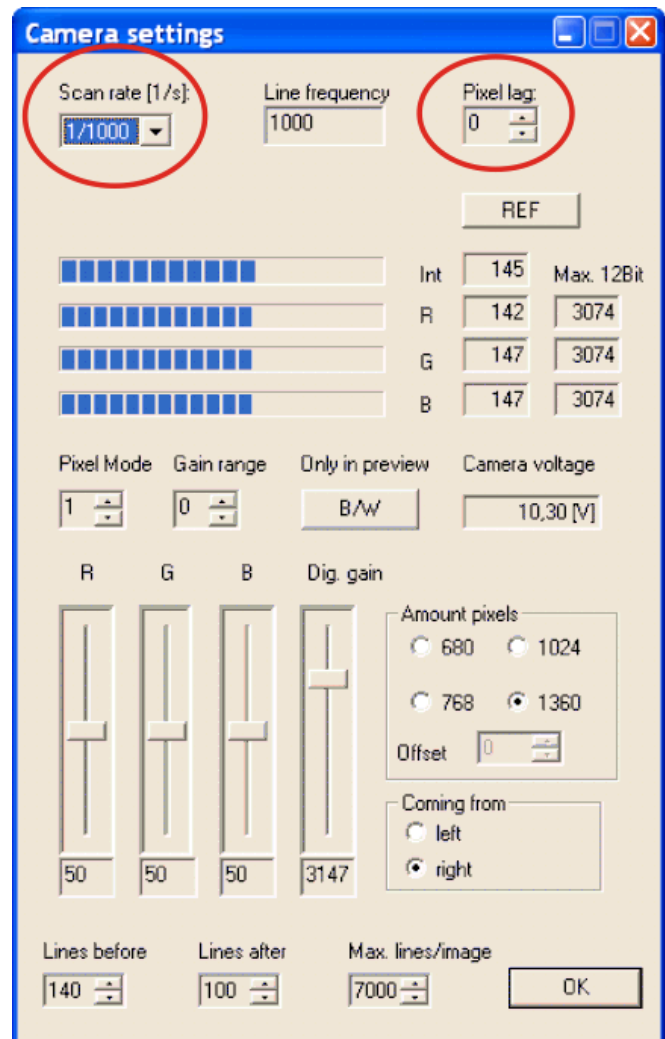 Camera settings
Scan rate [1/s]: Line frequency Pixel lag:
1/1000 1000 0
REF
Int 145 Max. 12Bit
R 142 3074
G 147 3074
B 147 3074
Pixel Mode Gain range Only in preview Camera voltage
1 0 B/W 10,30 [V]
R G B Dig. gain
Amount pixels
680 1024
768 1360
Offset 0
Coming from
left
right
50 50 50 3147
Lines before Lines after Max. lines/image
140 100 7000 OK